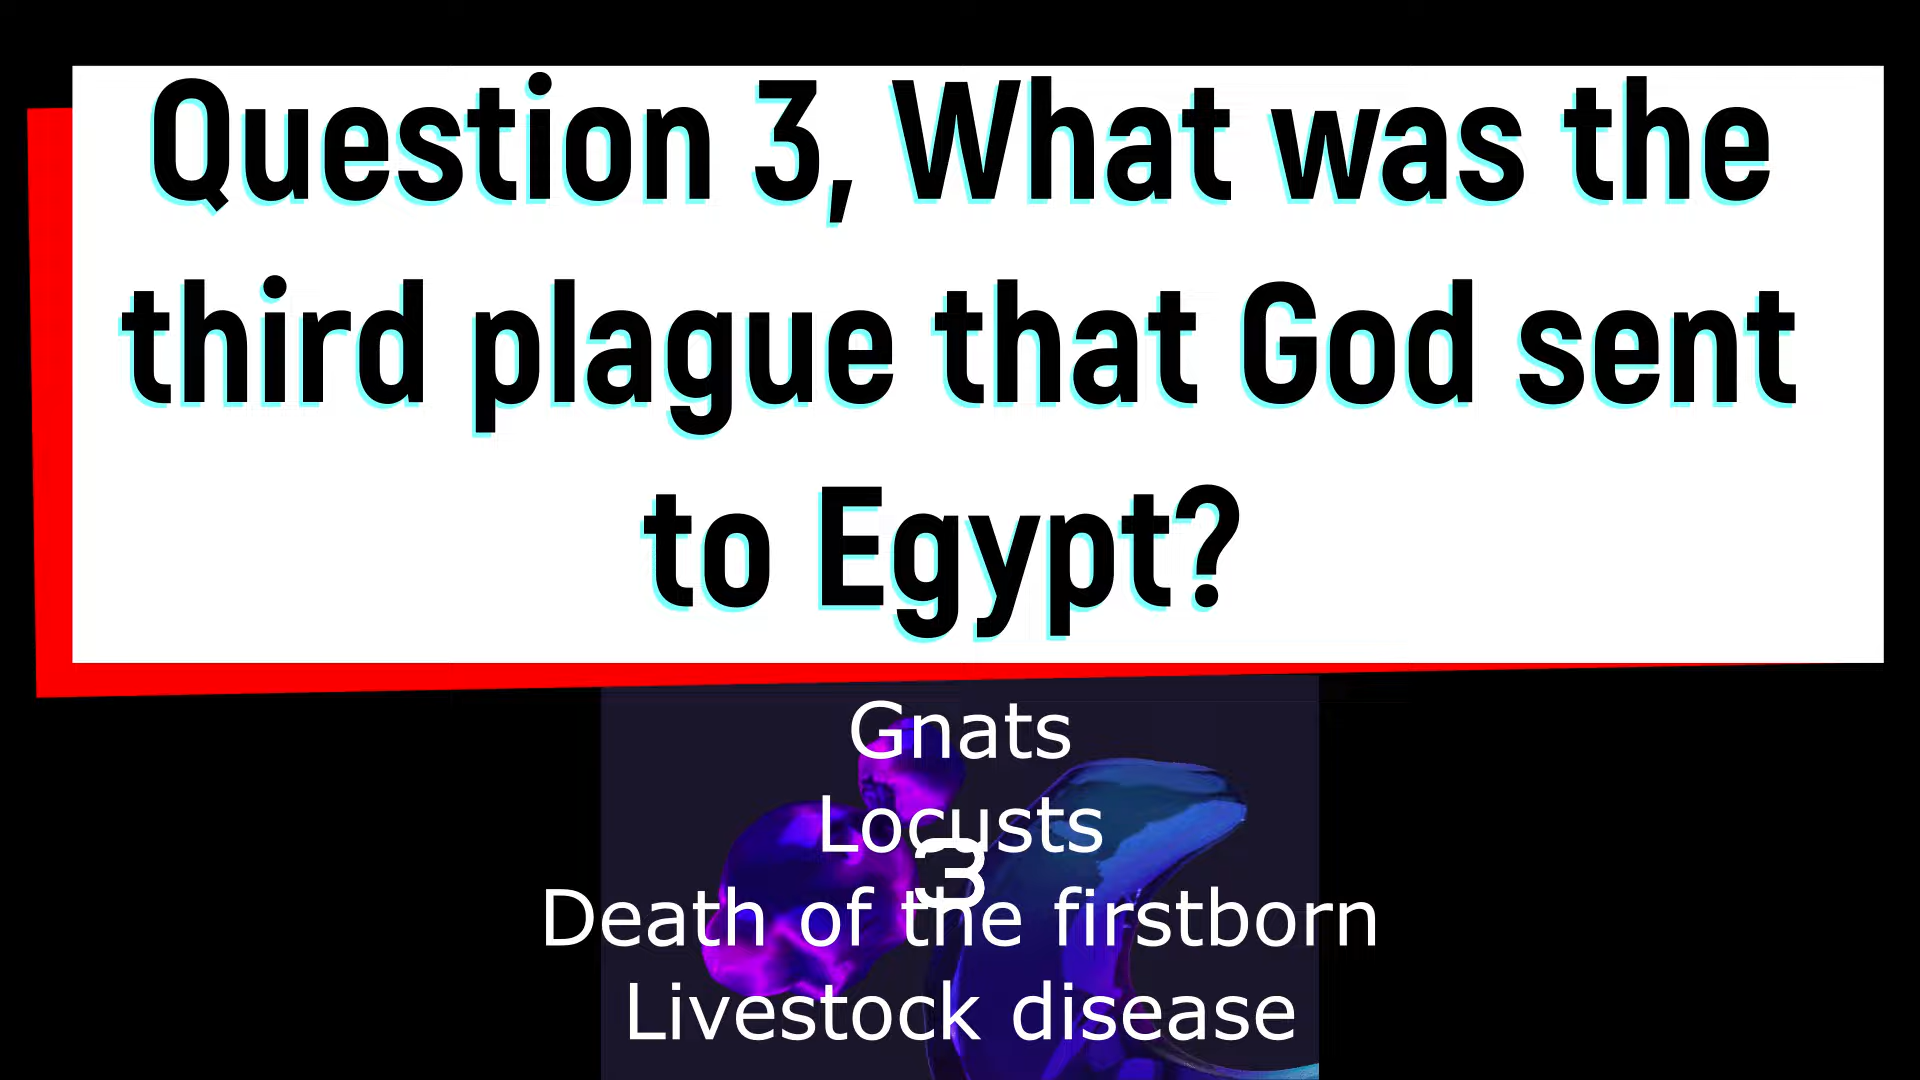 Question 3, What was the
third plague that God sent
to Egypt?
Gnats
Locusts
3
Death of the firstborn
Livestock disease